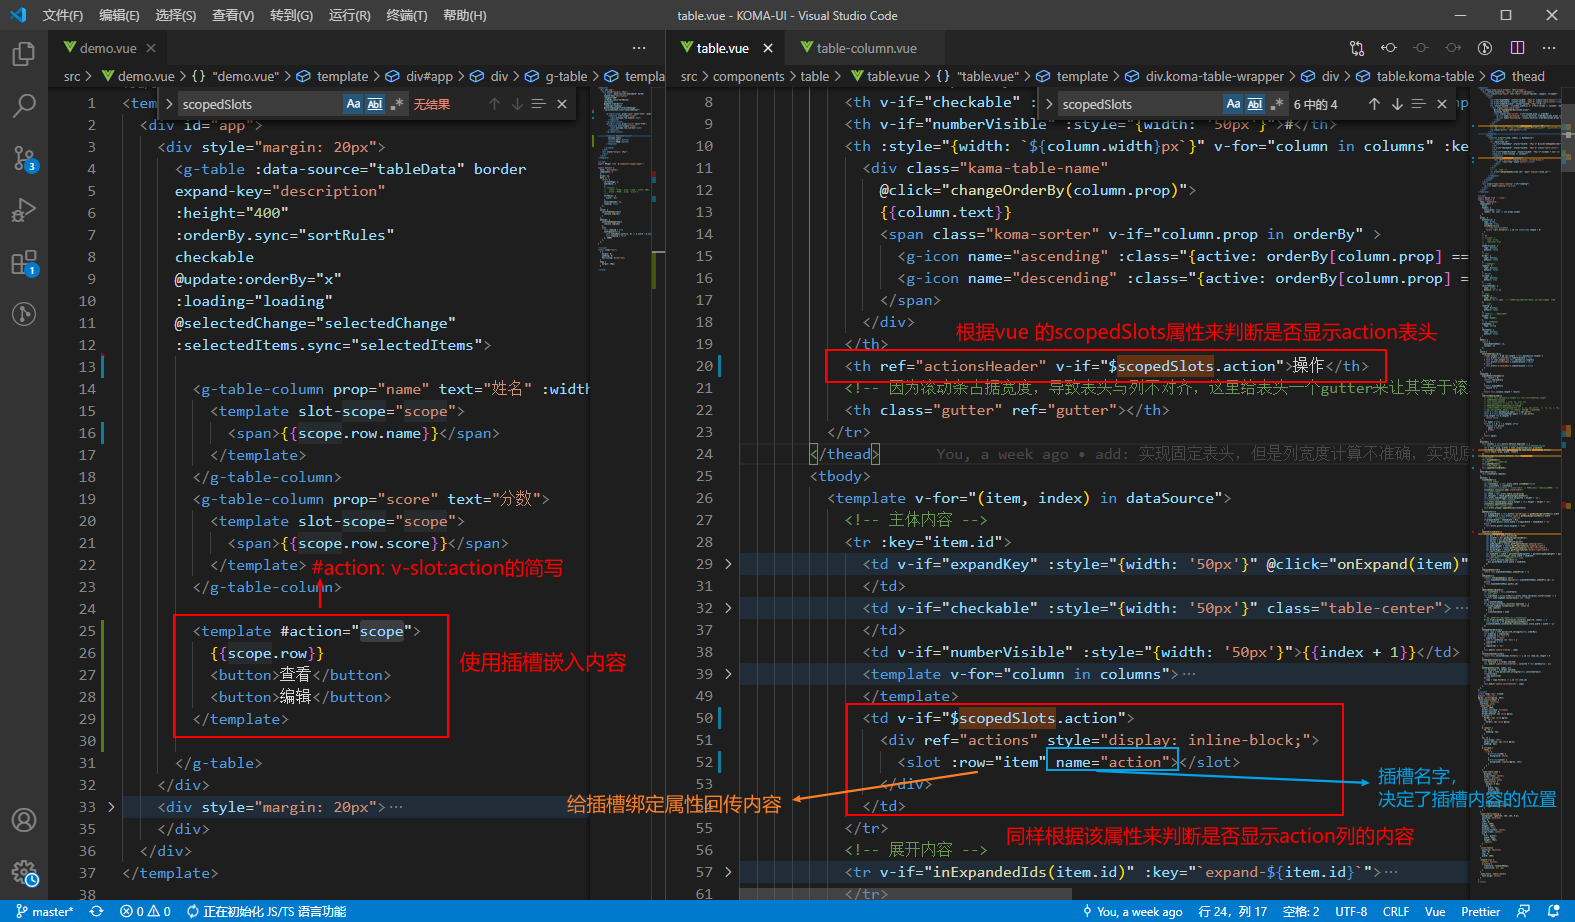 文件(F) 编辑(E) 选择(S) 查看(V) 转到(G) 运行(R) 终端(T) 帮助(H) table.vue - KOMA-UI - Visual Studio Code
demo.vue
src > demo.vue > {} "demo.vue" > template > div#app > div > g-table > templa
scopedSlots Aa Abl .* 无结果
1 <tem
2 <div id="app">
3 <div style="margin: 20px">
4 <g-table :data-source="tableData" border
5 expand-key="description"
6 :height="400"
7 :orderBy.sync="sortRules"
8 checkable
9 @update:orderBy="x"
10 :loading="loading"
11 @selectedChange="selectedChange"
12 :selectedItems.sync="selectedItems">
13
14 <g-table-column prop="name" text="姓名" :width
15 <template slot-scope="scope">
16 <span>{{scope.row.name}}</span>
17 </template>
18 </g-table-column>
19 <g-table-column prop="score" text="分数">
20 <template slot-scope="scope">
21 <span>{{scope.row.score}}</span>
22 </template>
#action: v-slot:action的简写
23 </g-table-column>
24
25 <template #action="scope">
26 {{scope.row}}
27 <button>查看</button>
28 <button>编辑</button>
29 </template>
使用插槽嵌入内容
30
31 </g-table>
32 </div>
33 <div style="margin: 20px">…
35 </div>
36 </div>
37 </template>
38
table.vue table-column.vue
src > components > table > table.vue > {} "table.vue" > template > div.koma-table-wrapper > div > table.koma-table > thead
scopedSlots Aa Abl .* 6 中的 4
8 <th v-if="checkable" :
9 <th v-if="numberVisible" :style="{width: '50px'}">#</th>
10 <th :style="{width: `${column.width}px`}" v-for="column in columns" :ke
11 <div class="kama-table-name"
12 @click="changeOrderBy(column.prop)">
13 {{column.text}}
14 <span class="koma-sorter" v-if="column.prop in orderBy" >
15 <g-icon name="ascending" :class="{active: orderBy[column.prop] ==
16 <g-icon name="descending" :class="{active: orderBy[column.prop] =
17 </span>
18 </div>
根据vue 的scopedSlots属性来判断是否显示action表头
19 </th>
20 <th ref="actionsHeader" v-if="$scopedSlots.action">操作</th>
21 <!-- 因为滚动条占据宽度，导致表头与列不对齐，这里给表头一个gutter来让其等于滚
22 <th class="gutter" ref="gutter"></th>
23 </tr>
24 </thead> You, a week ago • add: 实现固定表头，但是列宽度计算不准确，实现原
25 <tbody>
26 <template v-for="(item, index) in dataSource">
27 <!-- 主体内容 -->
28 <tr :key="item.id">
29 <td v-if="expandKey" :style="{width: '50px'}" @click="onExpand(item)"
31 </td>
32 <td v-if="checkable" :style="{width: '50px'}" class="table-center">…
37 </td>
38 <td v-if="numberVisible" :style="{width: '50px'}">{{index + 1}}</td>
39 <template v-for="column in columns">…
49 </template>
50 <td v-if="$scopedSlots.action">
51 <div ref="actions" style="display: inline-block;">
52 <slot :row="item" name="action"></slot>
53 </div>
给插槽绑定属性回传内容
插槽名字，
决定了插槽内容的位置
</td>
55 </tr>
同样根据该属性来判断是否显示action列的内容
56 <!-- 展开内容 -->
57 <tr v-if="inExpandedIds(item.id)" :key="`expand-${item.id}`">…
61 </tr>
3
1
master* 0 0 正在初始化 JS/TS 语言功能 You, a week ago 行 24，列 17 空格: 2 UTF-8 CRLF Vue Prettier